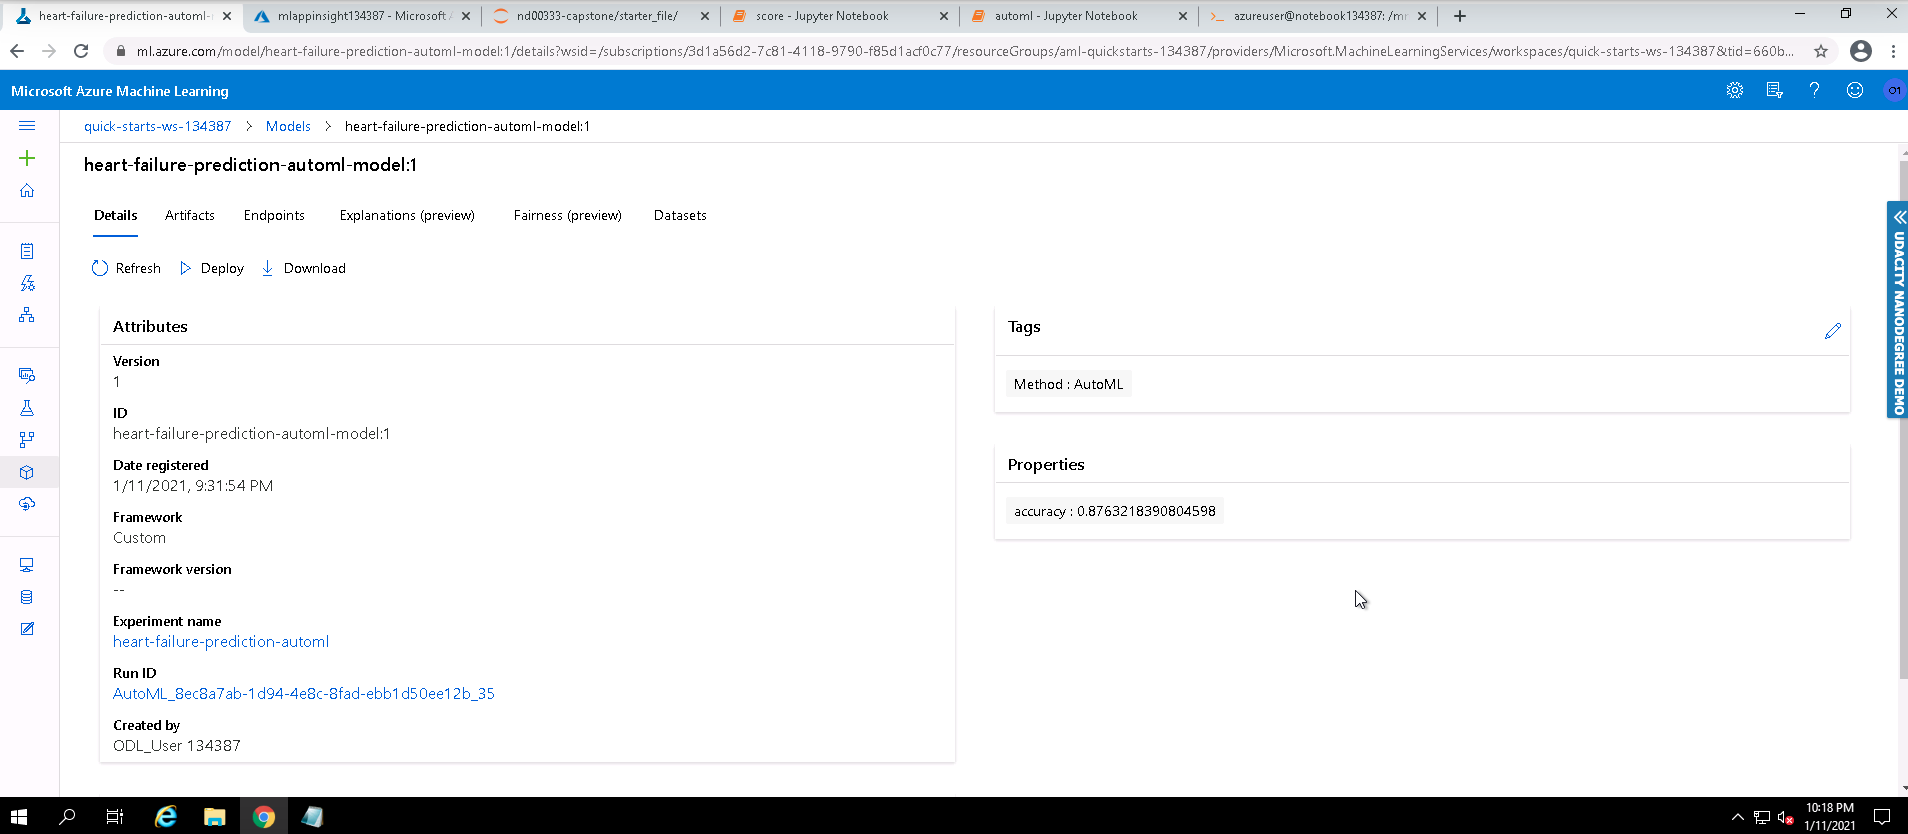 heart-failure-prediction-automl-
mlappinsight134387 - Microsoft A
nd00333-capstone/starter_file/
score - Jupyter Notebook
automl - Jupyter Notebook
azureuser@notebook134387: /mn
ml.azure.com/model/heart-failure-prediction-automl-model:1/details?wsid=/subscriptions/3d1a56d2-7c81-4118-9790-f85d1acf0c77/resourceGroups/aml-quickstarts-134387/providers/Microsoft.MachineLearningServices/workspaces/quick-starts-ws-134387&tid=660b...
Microsoft Azure Machine Learning
O1
quick-starts-ws-134387 > Models > heart-failure-prediction-automl-model:1
heart-failure-prediction-automl-model:1
Details Artifacts Endpoints Explanations (preview) Fairness (preview) Datasets
Refresh Deploy Download
Attributes
Version
1
ID
heart-failure-prediction-automl-model:1
Date registered
1/11/2021, 9:31:54 PM
Framework
Custom
Framework version
--
Experiment name
heart-failure-prediction-automl
Run ID
AutoML_8ec8a7ab-1d94-4e8c-8fad-ebb1d50ee12b_35
Created by
ODL_User 134387
Tags
Method : AutoML
Properties
accuracy : 0.8763218390804598
UDACITY NANODEGREE DEMO
10:18 PM
1/11/2021